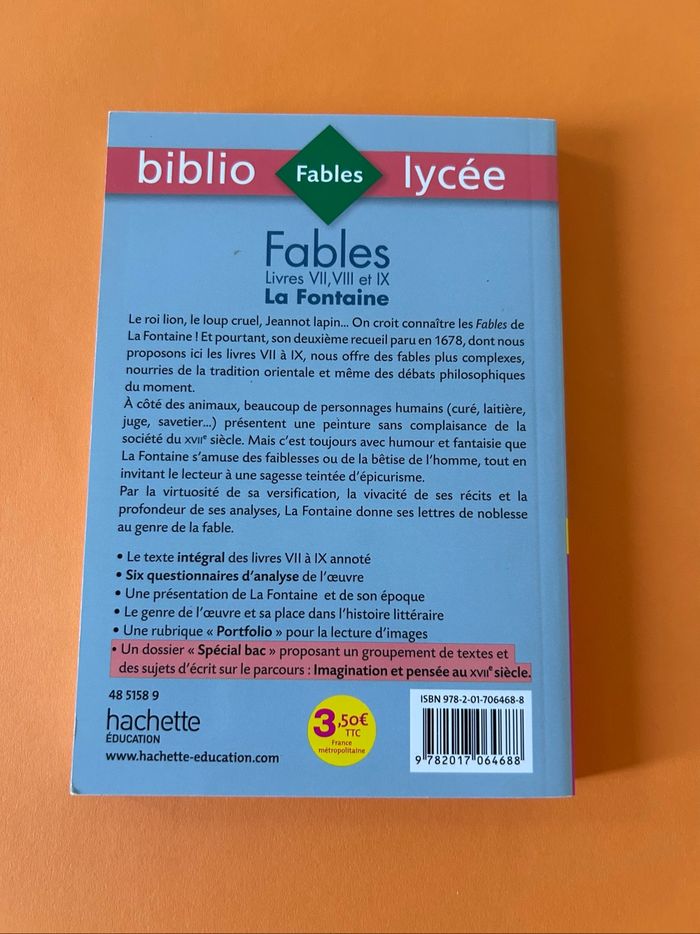 biblio Fables lycée
Fables
Livres VII, VIII et IX
La Fontaine
Le roi lion, le loup cruel, Jeannot lapin... On croit connaître les Fables de
La Fontaine ! Et pourtant, son deuxième recueil paru en 1678, dont nous
proposons ici les livres VII à IX, nous offre des fables plus complexes,
nourries de la tradition orientale et même des débats philosophiques
du moment.
À côté des animaux, beaucoup de personnages humains (curé, laitière,
juge, savetier...) présentent une peinture sans complaisance de la
société du XVIIe siècle. Mais c'est toujours avec humour et fantaisie que
La Fontaine s'amuse des faiblesses ou de la bêtise de l'homme, tout en
invitant le lecteur à une sagesse teintée d'épicurisme.
Par la virtuosité de sa versification, la vivacité de ses récits et la
profondeur de ses analyses, La Fontaine donne ses lettres de noblesse
au genre de la fable.
• Le texte intégral des livres VII à IX annoté
• Six questionnaires d'analyse de l'œuvre
• Une présentation de La Fontaine et de son époque
• Le genre de l'œuvre et sa place dans l'histoire littéraire
• Une rubrique « Portfolio » pour la lecture d'images
• Un dossier « Spécial bac » proposant un groupement de textes et
des sujets d'écrit sur le parcours : Imagination et pensée au XVIIe siècle.
48 5158 9
hachette
ÉDUCATION
www.hachette-education.com
3,50€
TTC
France
métropolitaine
ISBN 978-2-01-706468-8
9 782017 064688